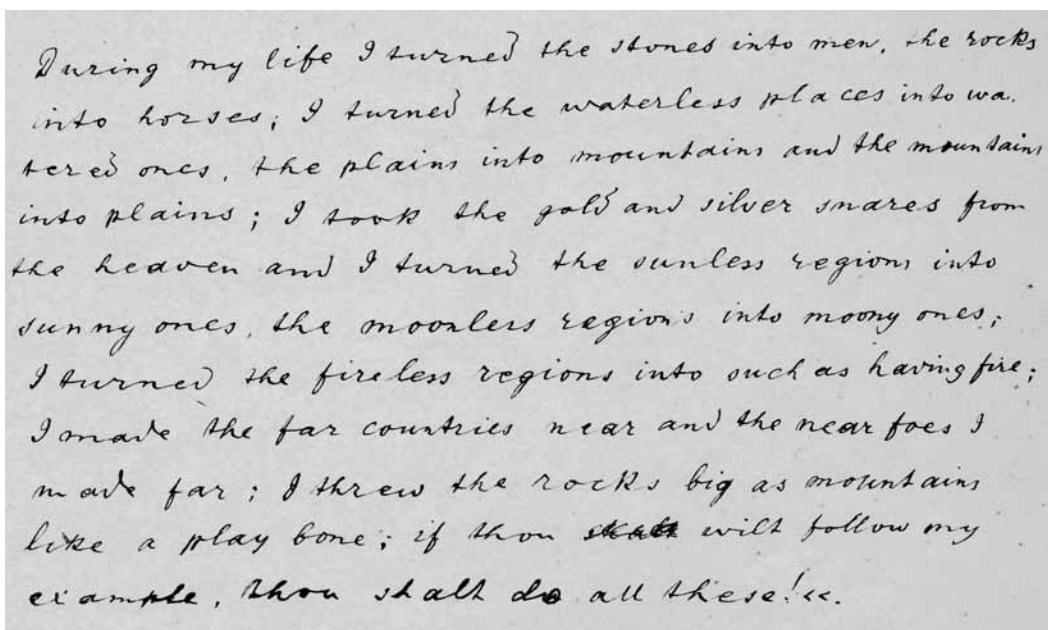 During my life I turned the stones into men, the rocks
into horses; I turned the waterless places into wa.
tered ones, the plains into mountains and the mountains
into plains; I took the gold and silver snares from
the heaven and I turned the sunless regions into
sunny ones, the moonless regions into moony ones;
I turned the fireless regions into such as having fire;
I made the far countries near and the near foes I
made far; I threw the rocks big as mountains
like a play bone; if thou shalt wilt follow my
example, thou shalt do all these!«.